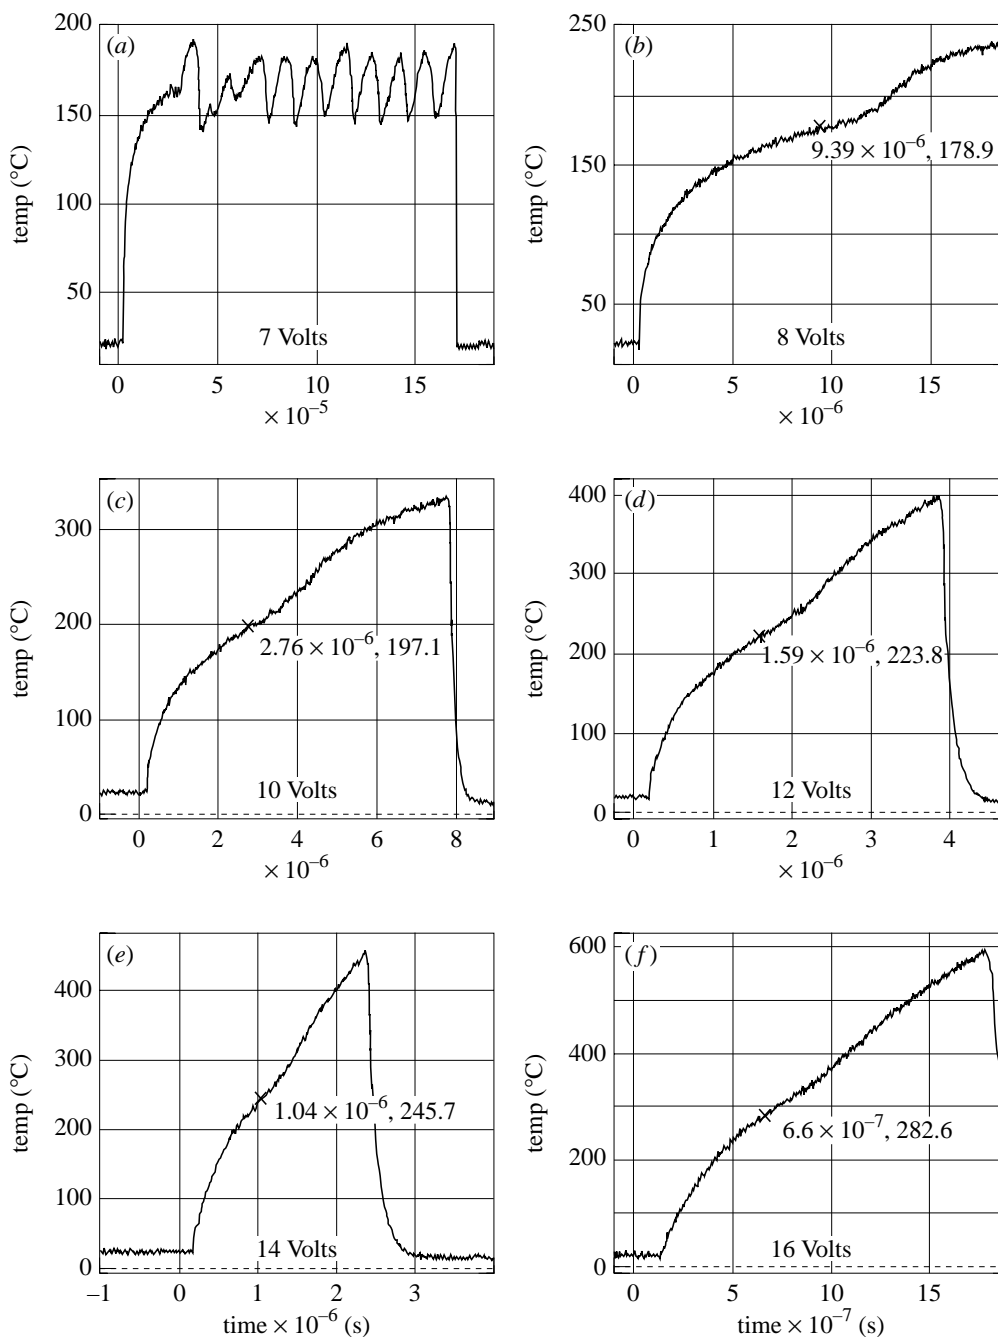 (a)
200
150
100
50
temp (°C)
7 Volts
0 5 10 15
× 10⁻⁵
(b)
250
150
50
temp (°C)
9.39 × 10⁻⁶, 178.9
8 Volts
0 5 10 15
× 10⁻⁶
(c)
300
200
100
0
temp (°C)
2.76 × 10⁻⁶, 197.1
10 Volts
0 2 4 6 8
× 10⁻⁶
(d)
400
300
200
100
0
temp (°C)
1.59 × 10⁻⁶, 223.8
12 Volts
0 1 2 3 4
× 10⁻⁶
(e)
400
300
200
100
0
temp (°C)
1.04 × 10⁻⁶, 245.7
14 Volts
–1 0 1 2 3
time × 10⁻⁶ (s)
(f)
600
400
200
0
temp (°C)
6.6 × 10⁻⁷, 282.6
16 Volts
0 5 10 15
time × 10⁻⁷ (s)